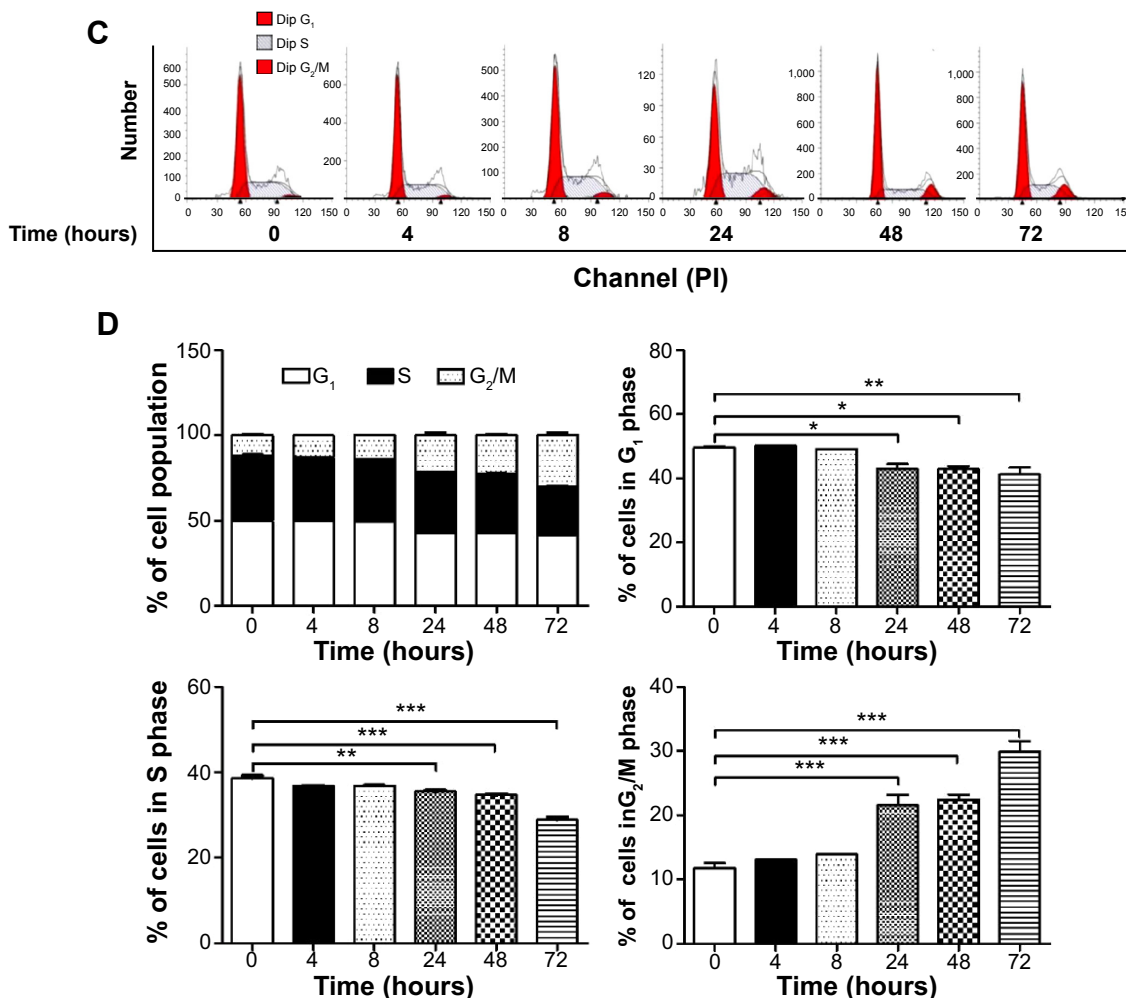 C
Dip G1
Dip S
Dip G2/M
Number
600
500
400
300
200
100
0
0 30 60 90 120 150
600
400
200
0
0 30 60 90 120 150
500
400
300
200
100
0
0 30 60 90 120 150
120
90
60
30
0
0 30 60 90 120 150
1,000
800
600
400
200
0
0 30 60 90 120 150
1,000
800
600
400
200
0
0 30 60 90 120 150
Time (hours) 0 4 8 24 48 72
Channel (PI)
D
% of cell population
150
100
50
0
G1 S G2/M
0 4 8 24 48 72
Time (hours)
% of cells in G1 phase
80
60
40
20
0
**
*
*
0 4 8 24 48 72
Time (hours)
% of cells in S phase
60
40
20
0
***
***
**
0 4 8 24 48 72
Time (hours)
% of cells inG2/M phase
40
30
20
10
0
***
***
***
0 4 8 24 48 72
Time (hours)